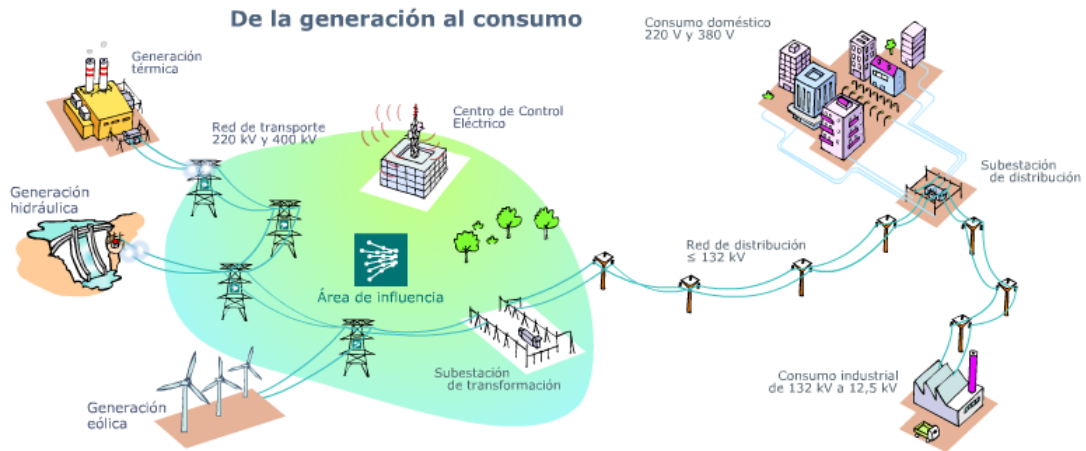 De la generación al consumo
Generación
térmica
Red de transporte
220 kV y 400 kV
Centro de Control
Eléctrico
Consumo doméstico
220 V y 380 V
Generación
hidráulica
Subestación
de distribución
Área de influencia
Red de distribución
≤ 132 kV
Subestación
de transformación
Generación
eólica
Consumo industrial
de 132 kV a 12,5 kV